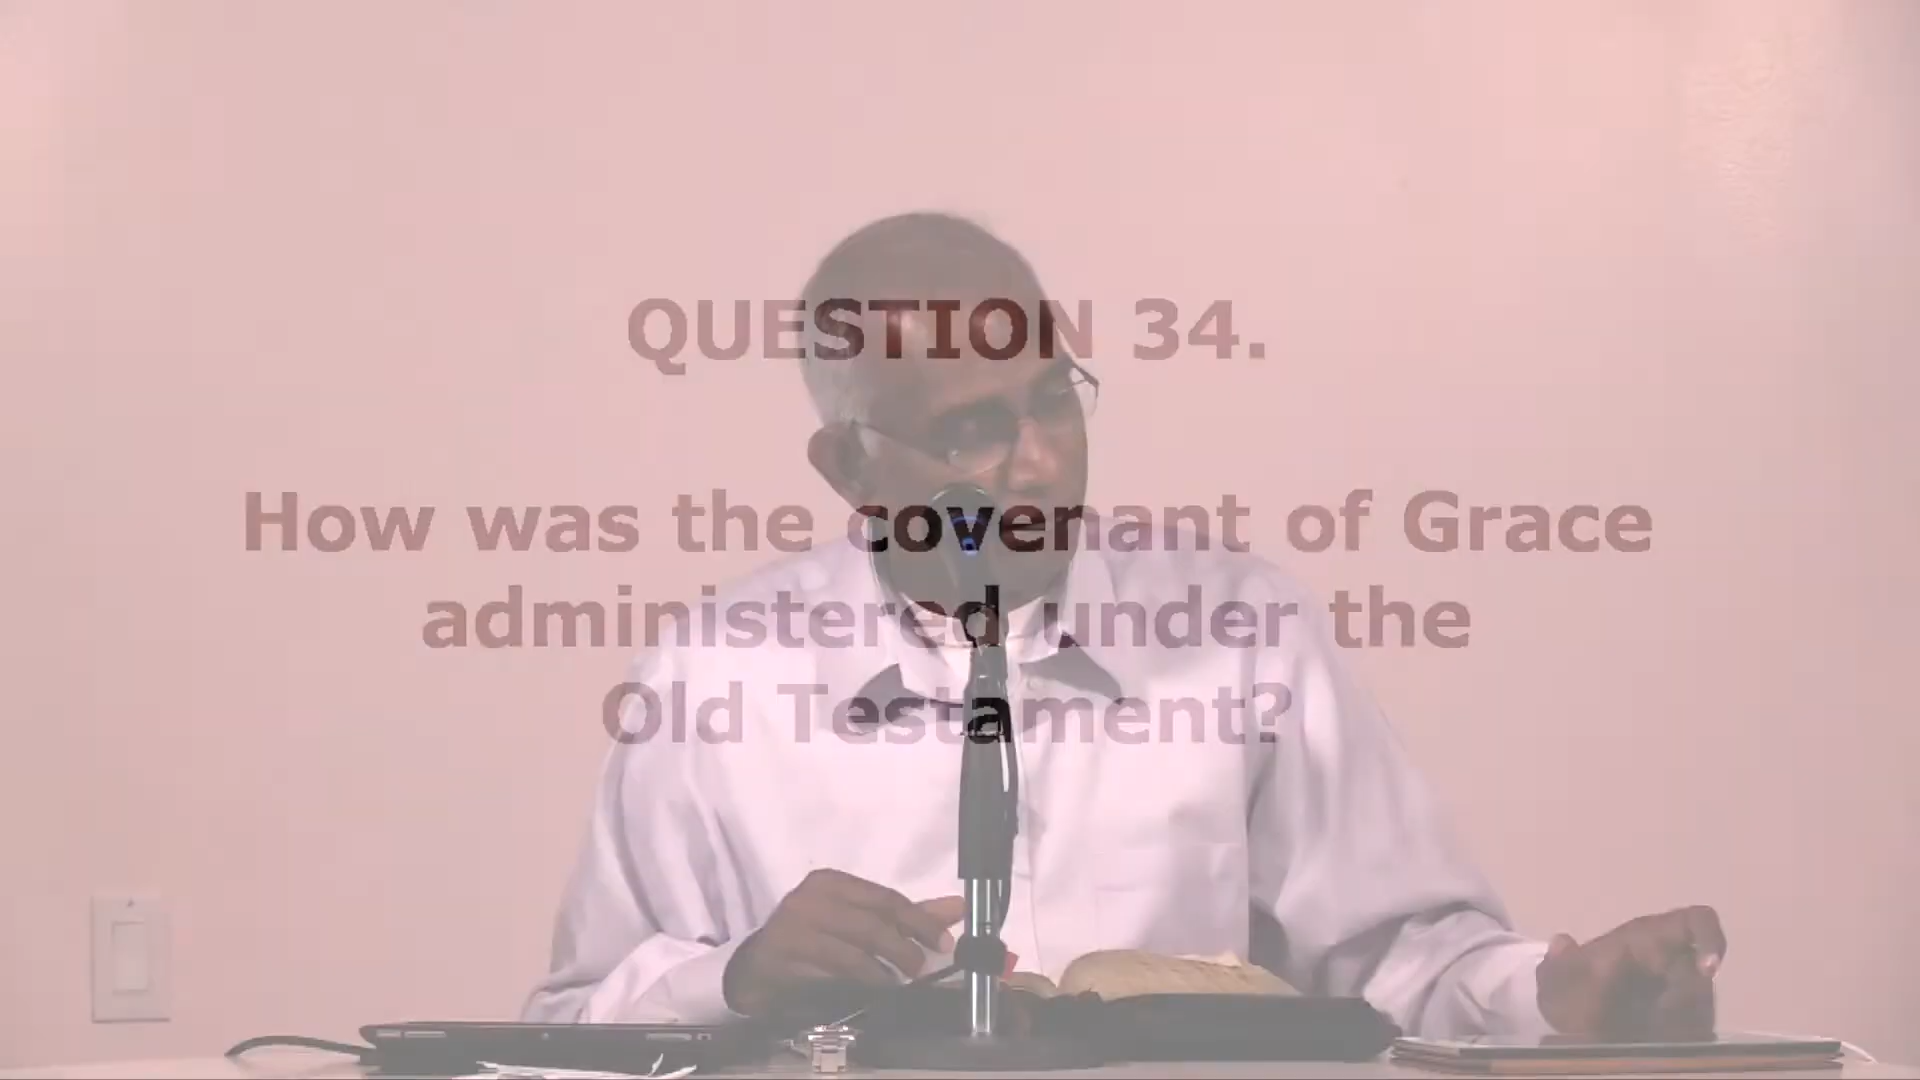 QUESTION 34.
How was the covenant of Grace
administered under the
Old Testament?